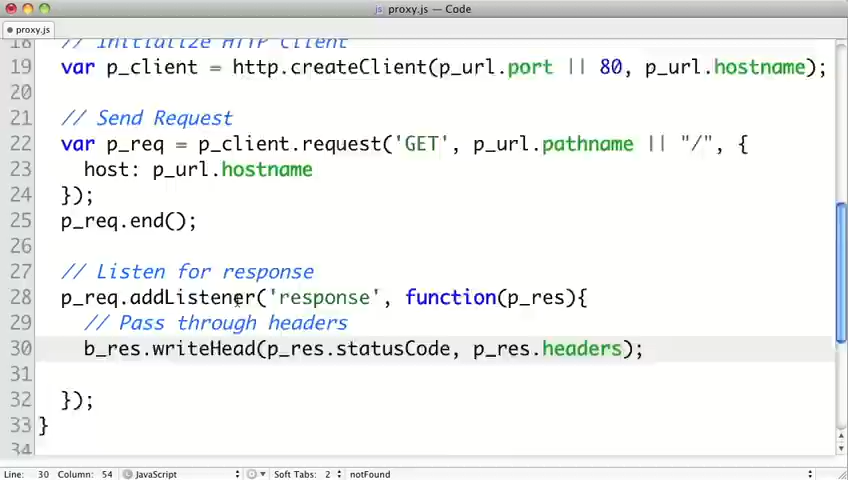 proxy.js — Code
proxy.js
18 // Initialize HTTP Client
19 var p_client = http.createClient(p_url.port || 80, p_url.hostname);
20
21 // Send Request
22 var p_req = p_client.request('GET', p_url.pathname || "/", {
23 host: p_url.hostname
24 });
25 p_req.end();
26
27 // Listen for response
28 p_req.addListener('response', function(p_res){
29 // Pass through headers
30 b_res.writeHead(p_res.statusCode, p_res.headers);
31
32 });
33 }
34
Line: 30 Column: 54 JavaScript Soft Tabs: 2 notFound